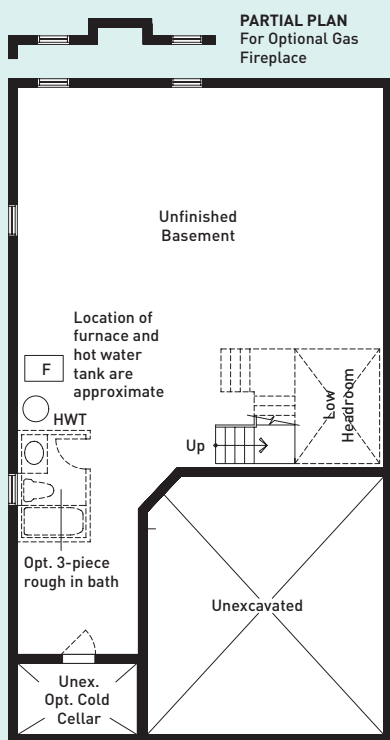 PARTIAL PLAN
For Optional Gas
Fireplace
Unfinished
Basement
Location of
furnace and
hot water
tank are
approximate
F
HWT
Low
Headroom
Up
Opt. 3-piece
rough in bath
Unexcavated
Unex.
Opt. Cold
Cellar